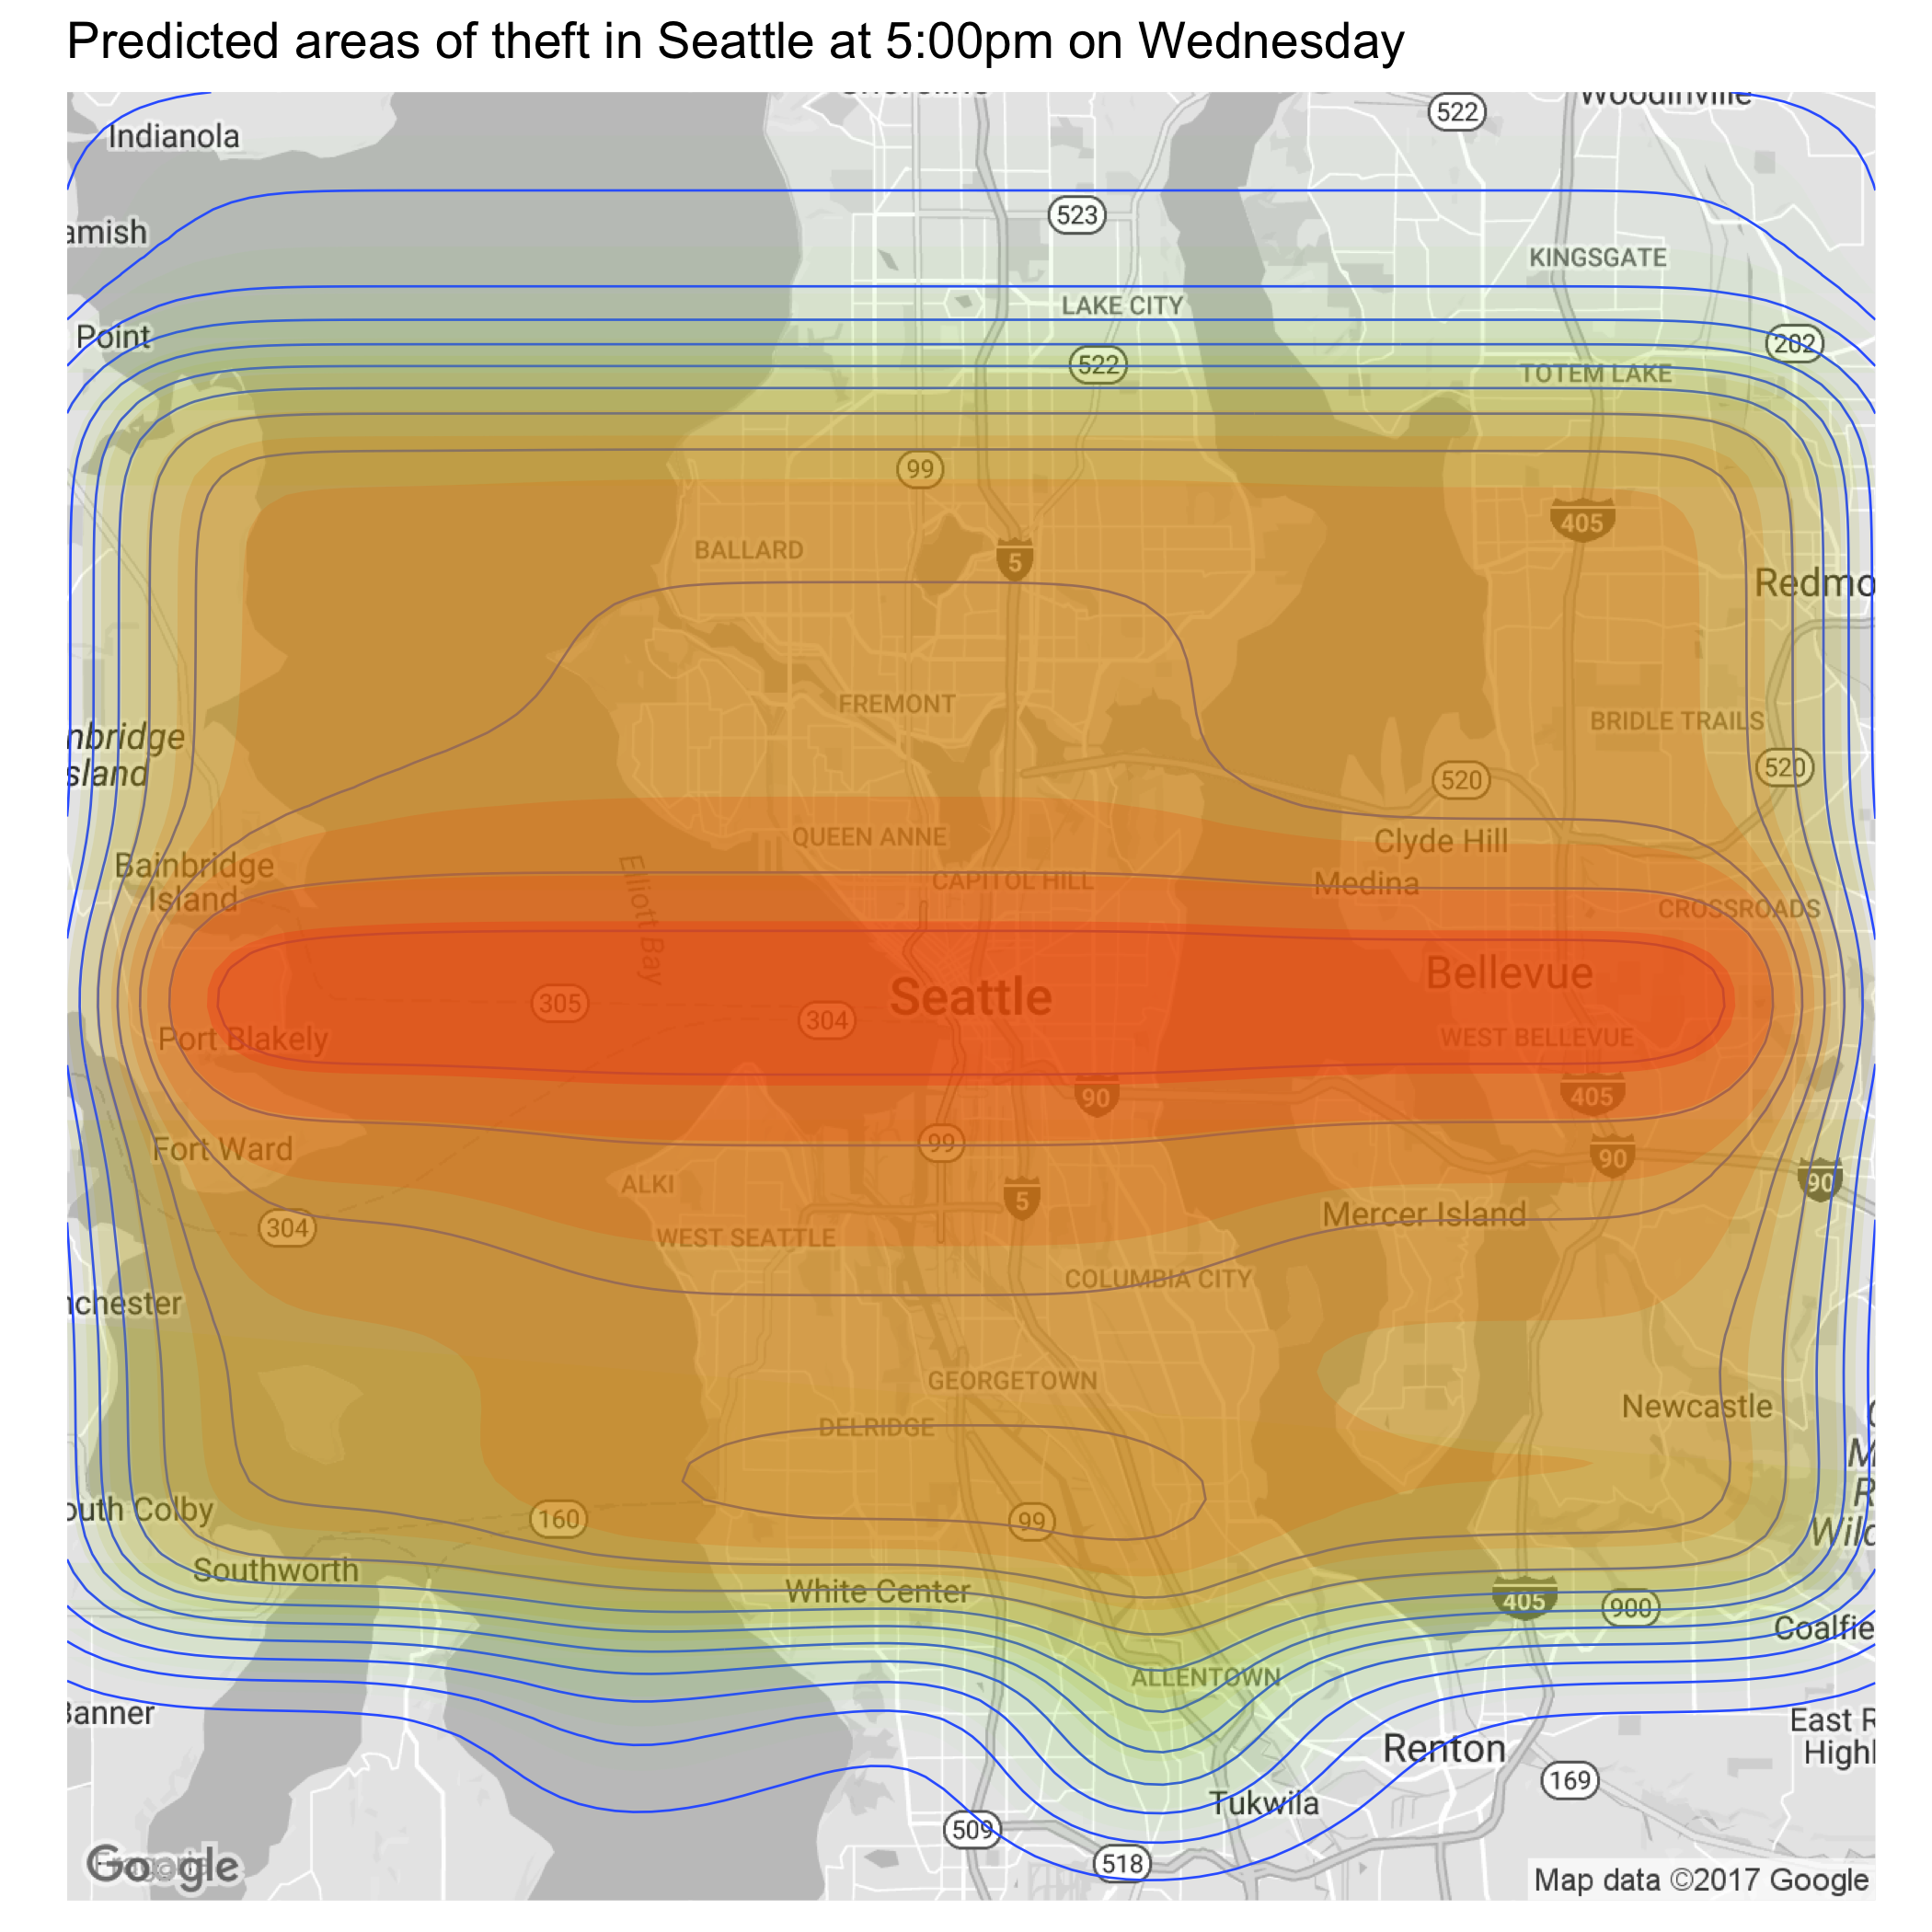 Predicted areas of theft in Seattle at 5:00pm on Wednesday
Shoreline
522
Woodinville
Indianola
523
amish
KINGSGATE
LAKE CITY
Point
202
522
TOTEM LAKE
99
405
BALLARD
5
Redmo
FREMONT
BRIDLE TRAILS
nbridge
sland
520
520
QUEEN ANNE
Clyde Hill
Bainbridge
Island
Elliott Bay
CAPITOL HILL
Medina
CROSSROADS
Seattle
Bellevue
305
304
Port Blakely
WEST BELLEVUE
90
405
Fort Ward
99
90
90
ALKI
5
304
WEST SEATTLE
Mercer Island
COLUMBIA CITY
nchester
GEORGETOWN
Newcastle
DELRIDGE
M
R
Wild
outh Colby
160
99
Southworth
White Center
405
900
Coalfie
ALLENTOWN
Banner
East R
Highl
Renton
169
Tukwila
509
518
Google
Map data ©2017 Google